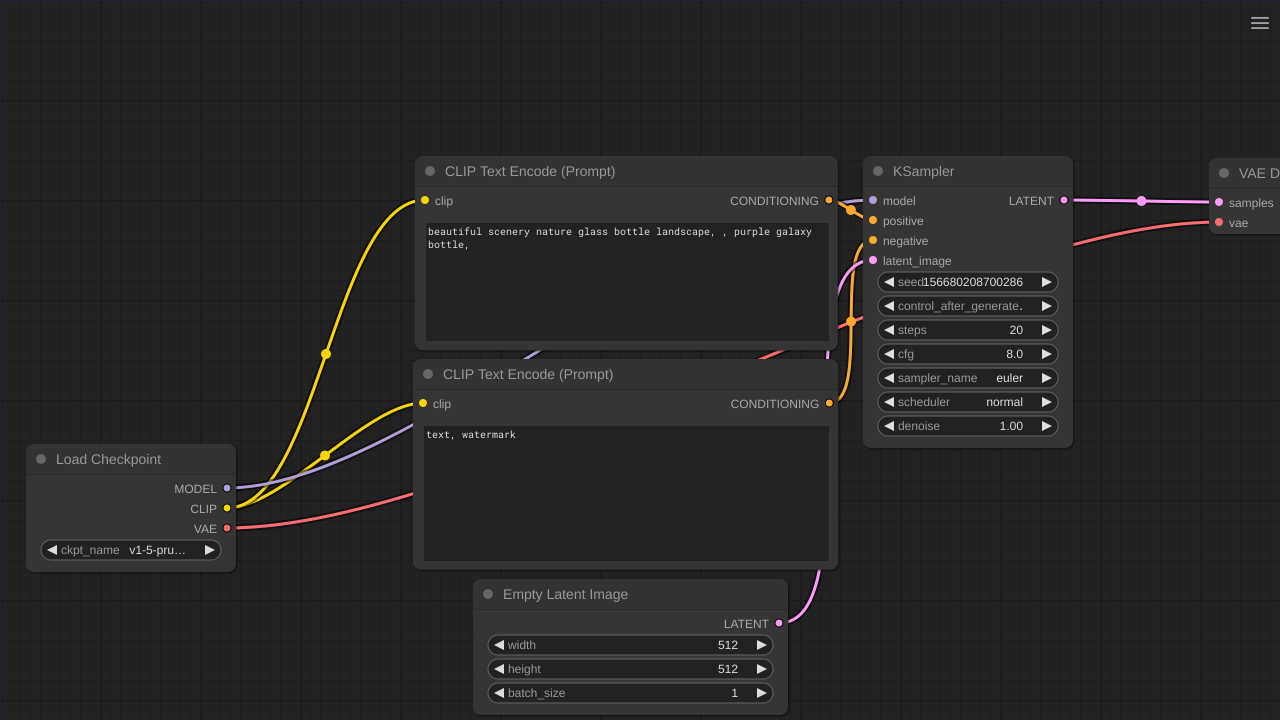 CLIP Text Encode (Prompt)
clip
CONDITIONING
beautiful scenery nature glass bottle landscape, , purple galaxy
bottle,
KSampler
model
LATENT
positive
negative
latent_image
seed 156680208700286
control_after_generate.
steps 20
cfg 8.0
sampler_name euler
scheduler normal
denoise 1.00
VAE D
samples
vae
CLIP Text Encode (Prompt)
clip
CONDITIONING
text, watermark
Load Checkpoint
MODEL
CLIP
VAE
ckpt_name v1-5-pru…
Empty Latent Image
LATENT
width 512
height 512
batch_size 1